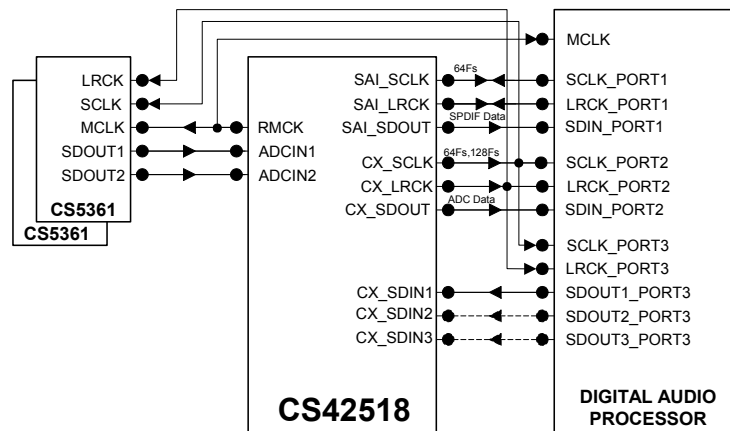 MCLK
LRCK
SCLK
MCLK
SDOUT1
SDOUT2
CS5361
CS5361
RMCK
ADCIN1
ADCIN2
SAI_SCLK
SAI_LRCK
SAI_SDOUT
CX_SCLK
CX_LRCK
CX_SDOUT
CX_SDIN1
CX_SDIN2
CX_SDIN3
CS42518
64Fs
SPDIF Data
64Fs,128Fs
ADC Data
SCLK_PORT1
LRCK_PORT1
SDIN_PORT1
SCLK_PORT2
LRCK_PORT2
SDIN_PORT2
SCLK_PORT3
LRCK_PORT3
SDOUT1_PORT3
SDOUT2_PORT3
SDOUT3_PORT3
DIGITAL AUDIO
PROCESSOR